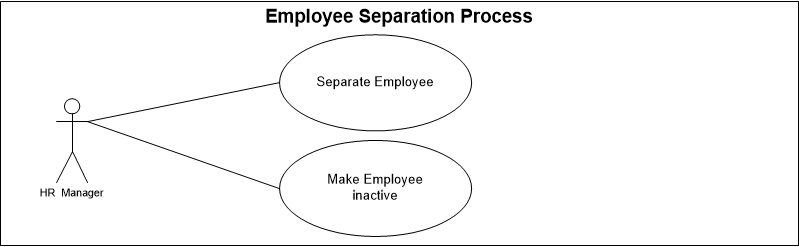 Employee Separation Process
Separate Employee
HR Manager
Make Employee
inactive